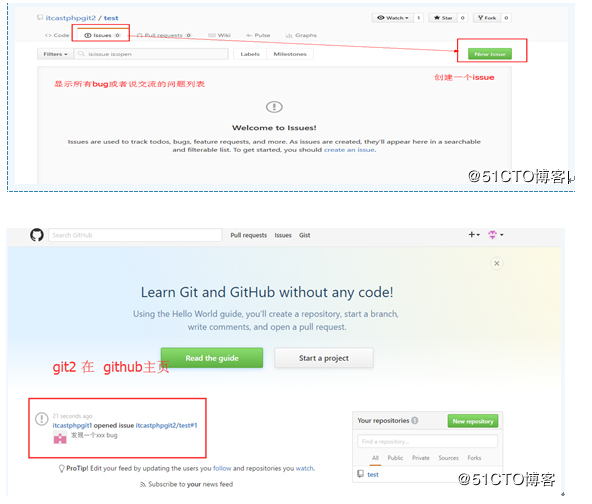 itcastphpgit2 / test
Watch 1 Star 0 Fork 0
Code Issues 0 Pull requests 0 Wiki Pulse Graphs
Filters is:issue is:open Labels Milestones New issue
显示所有bug或者说交流的问题列表
创建一个issue
Welcome to Issues!
Issues are used to track todos, bugs, feature requests, and more. As issues are created, they'll appear here in a searchable
and filterable list. To get started, you should create an issue.
@51CTO博客
Search GitHub Pull requests Issues Gist
Learn Git and GitHub without any code!
Using the Hello World guide, you'll create a repository, start a branch,
write comments, and open a pull request.
Read the guide Start a project
git2 在 github主页
21 seconds ago
itcastphpgit1 opened issue itcastphpgit2/test#1
发现一个xxx bug
ProTip! Edit your feed by updating the users you follow and repositories you watch.
Subscribe to your news feed
Your repositories 1 New repository
Find a repository...
All Public Private Sources Forks
test
@51CTO博客